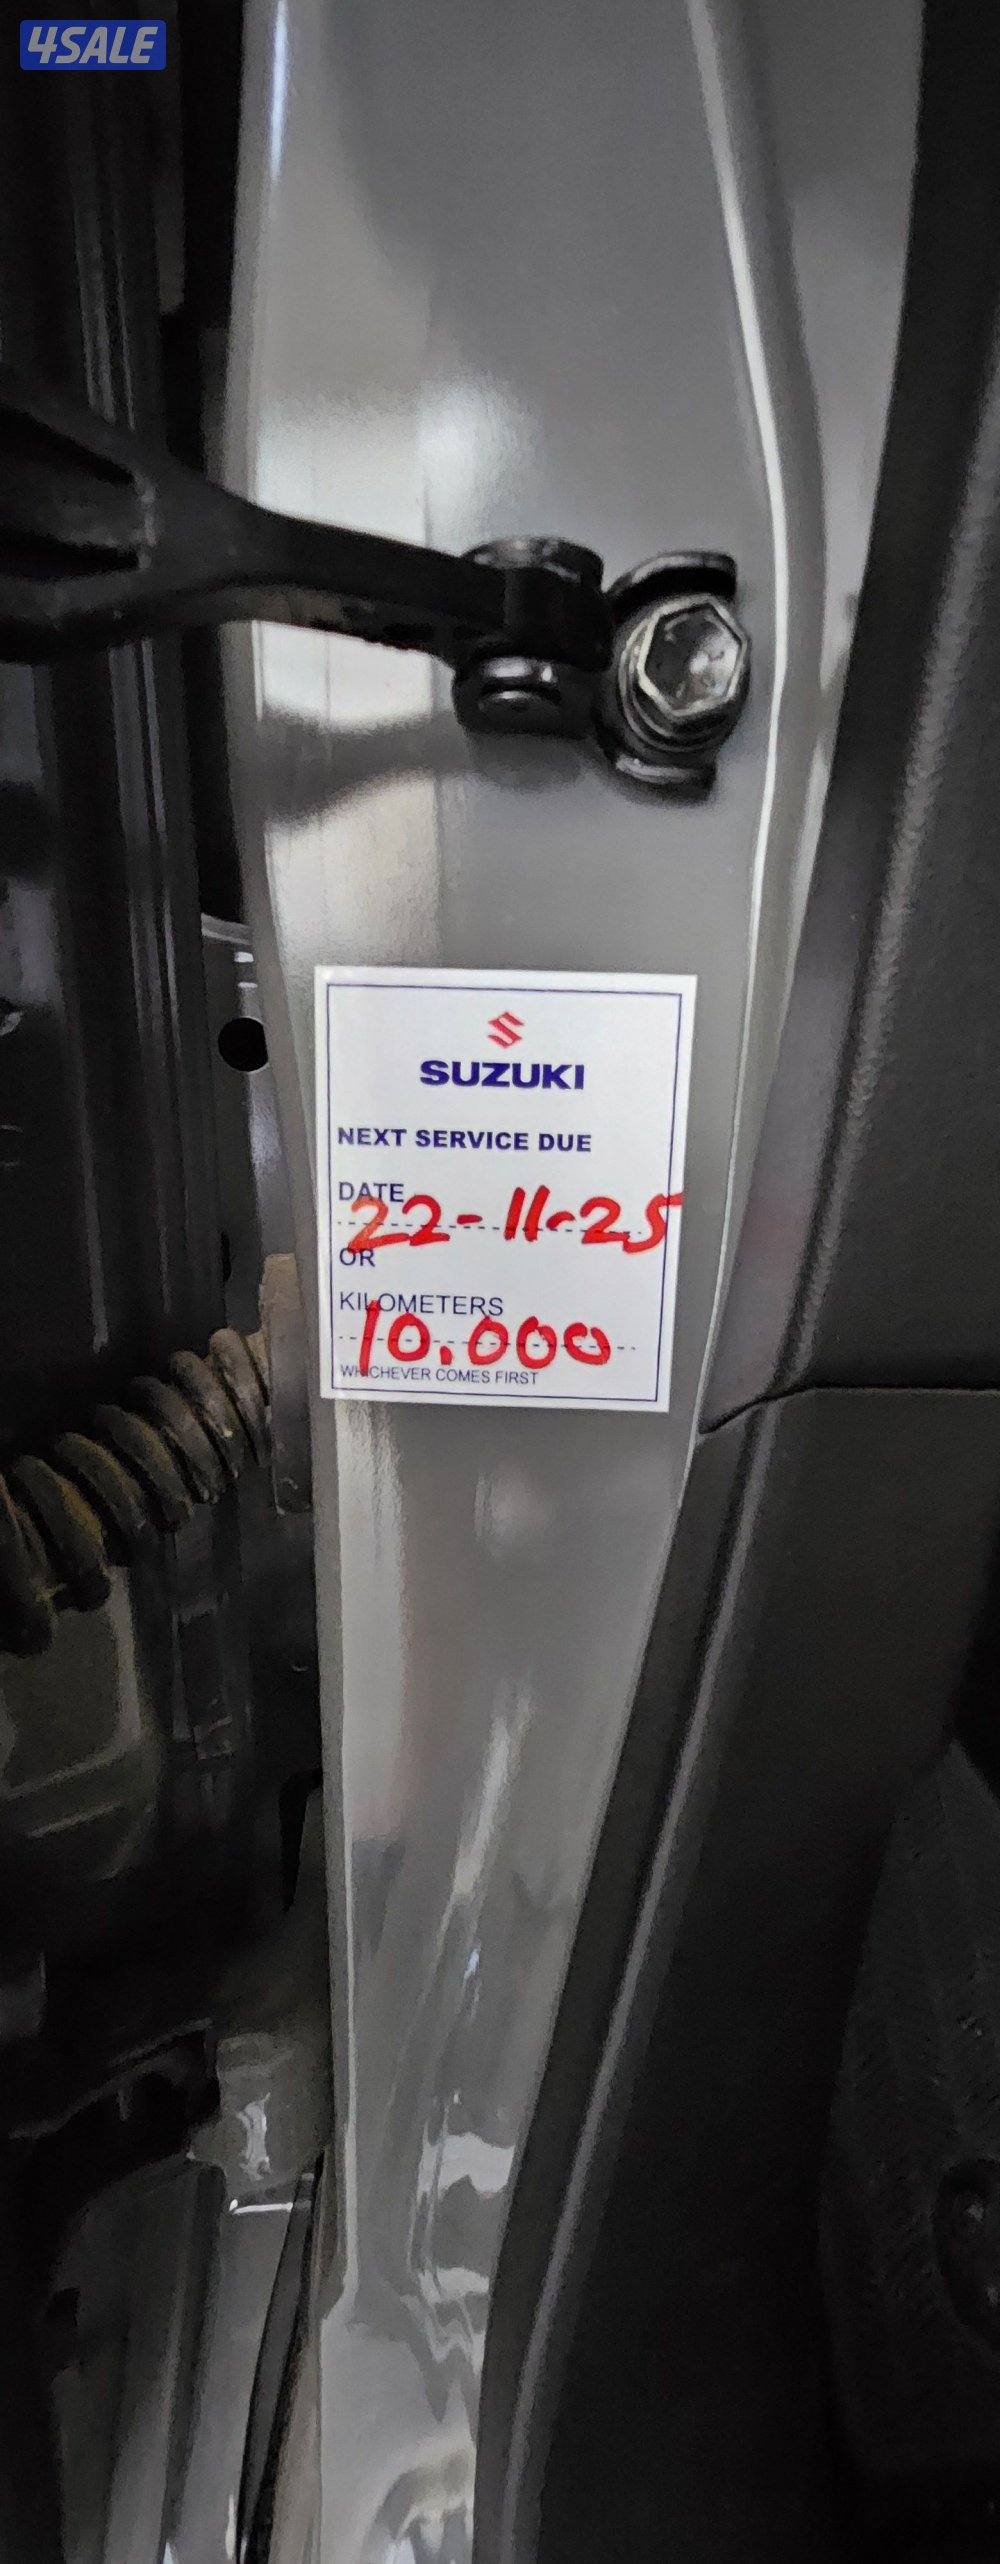 4SALE
SUZUKI
NEXT SERVICE DUE
DATE
22-11-25
OR
KILOMETERS
10.000
WHICHEVER COMES FIRST